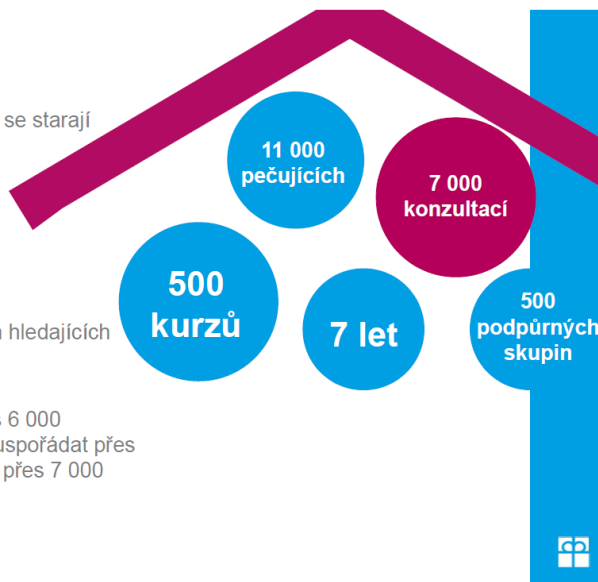 se starají
11 000
pečujících
7 000
konzultací
500
kurzů
7 let
500
podpůrných
skupin
hledajících
6 000
uspořádat přes
přes 7 000